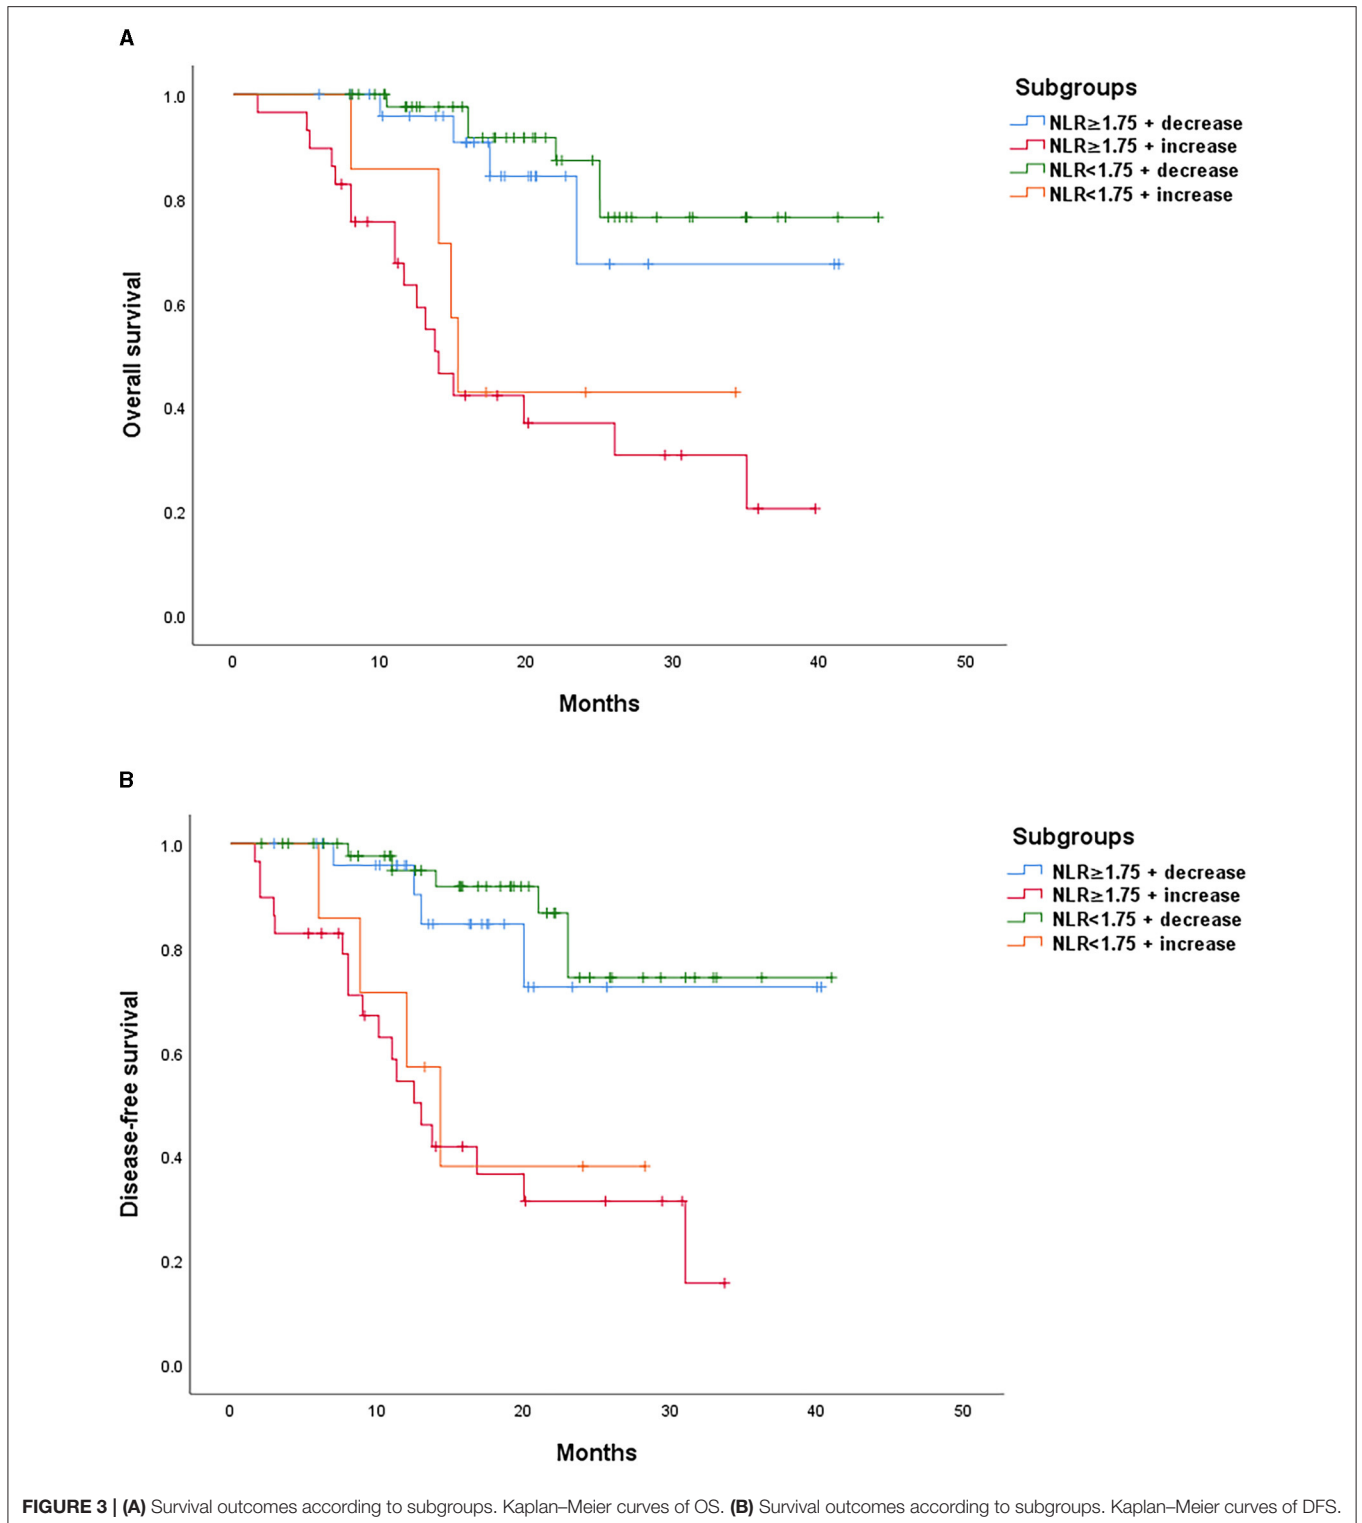 A
Subgroups
NLR≥1.75 + decrease
NLR≥1.75 + increase
NLR<1.75 + decrease
NLR<1.75 + increase
Overall survival
1.0
0.8
0.6
0.4
0.2
0.0
0 10 20 30 40 50
Months
B
Subgroups
NLR≥1.75 + decrease
NLR≥1.75 + increase
NLR<1.75 + decrease
NLR<1.75 + increase
Disease-free survival
1.0
0.8
0.6
0.4
0.2
0.0
0 10 20 30 40 50
Months
FIGURE 3 | (A) Survival outcomes according to subgroups. Kaplan–Meier curves of OS. (B) Survival outcomes according to subgroups. Kaplan–Meier curves of DFS.